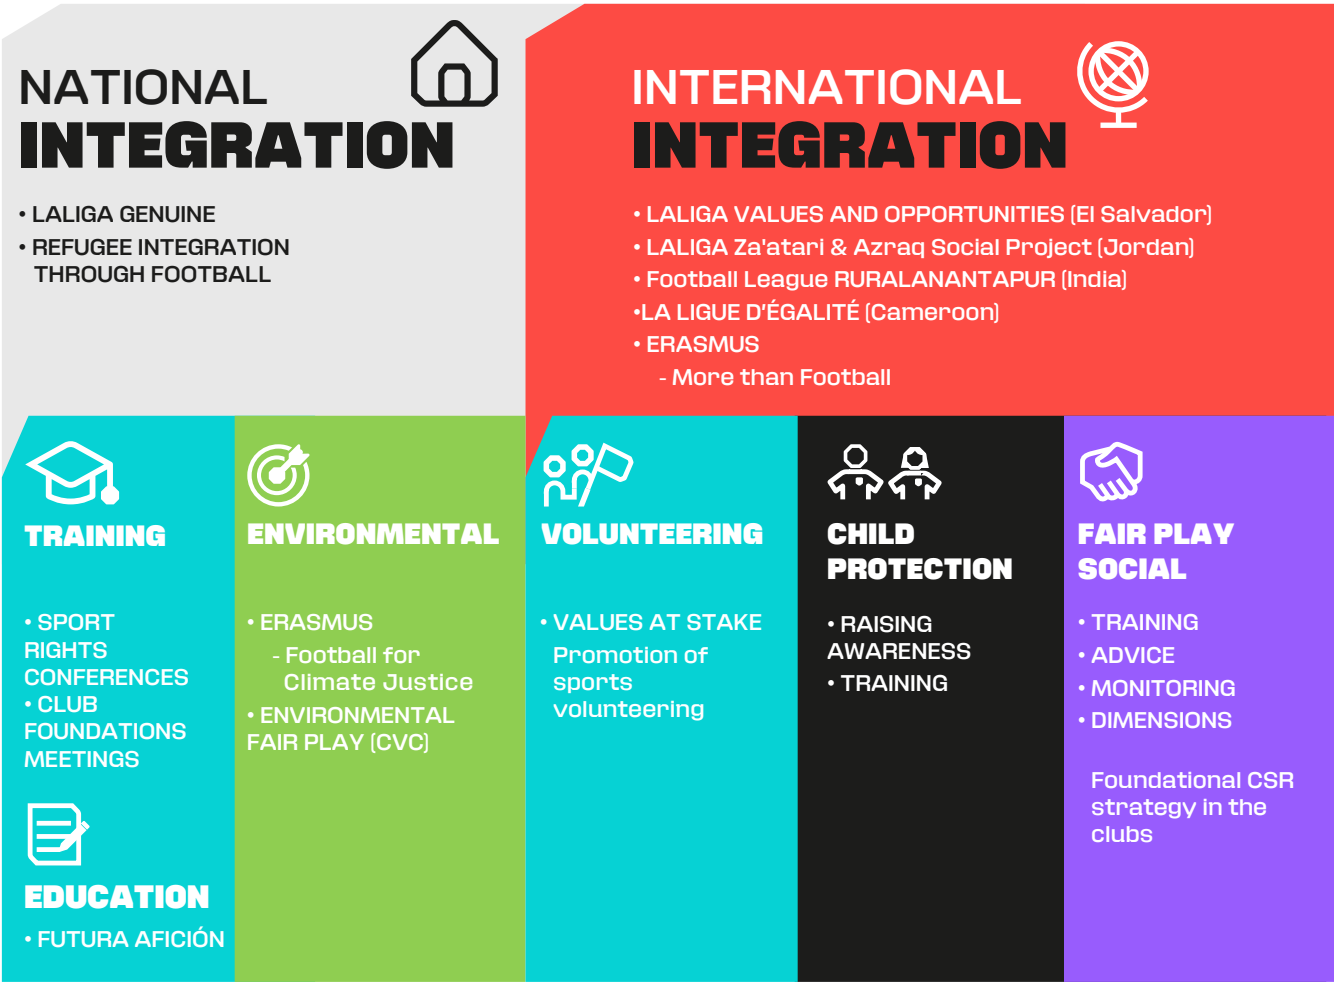 NATIONAL
INTEGRATION
• LALIGA GENUINE
• REFUGEE INTEGRATION
THROUGH FOOTBALL
INTERNATIONAL
INTEGRATION
• LALIGA VALUES AND OPPORTUNITIES (El Salvador)
• LALIGA Za'atari & Azraq Social Project (Jordan)
• Football League RURALANANTAPUR (India)
•LA LIGUE D'ÉGALITÉ (Cameroon)
• ERASMUS
- More than Football
TRAINING
• SPORT
RIGHTS
CONFERENCES
• CLUB
FOUNDATIONS
MEETINGS
EDUCATION
• FUTURA AFICIÓN
ENVIRONMENTAL
• ERASMUS
- Football for
Climate Justice
• ENVIRONMENTAL
FAIR PLAY (CVC)
VOLUNTEERING
• VALUES AT STAKE
Promotion of
sports
volunteering
CHILD
PROTECTION
• RAISING
AWARENESS
• TRAINING
FAIR PLAY
SOCIAL
• TRAINING
• ADVICE
• MONITORING
• DIMENSIONS
Foundational CSR
strategy in the
clubs